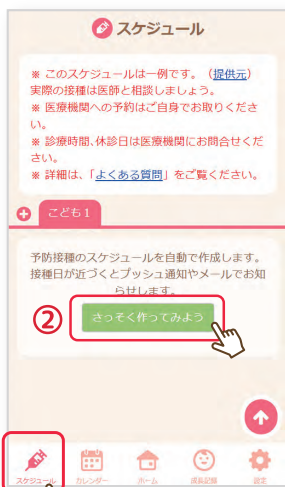 スケジュール
※ このスケジュールは一例です。（提供元）
実際の接種は医師と相談しましょう。
※ 医療機関への予約はご自身でお取りくださ
い。
※ 診療時間、休診日は医療機関にお問合せくだ
さい。
※ 詳細は、「よくある質問」をご覧ください。
こども1
予防接種のスケジュールを自動で作成します。
接種日が近づくとプッシュ通知やメールでお知
らせします。
②
さっそく作ってみよう
スケジュール カレンダー ホーム 成長記録 設定